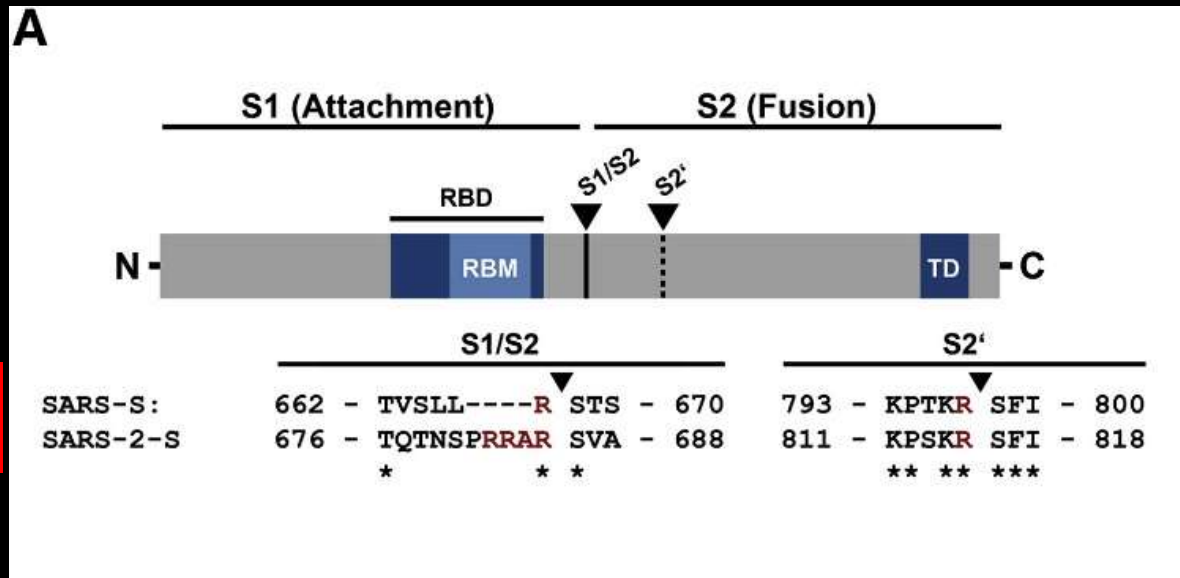 A
S1 (Attachment) S2 (Fusion)
S1/S2 S2‘
RBD
N RBM TD C
S1/S2 S2‘
SARS-S: 662 - TVSLL----R STS - 670 793 - KPTKR SFI - 800
SARS-2-S 676 - TQTNSPRRAR SVA - 688 811 - KPSKR SFI - 818
* * * ** ** ***